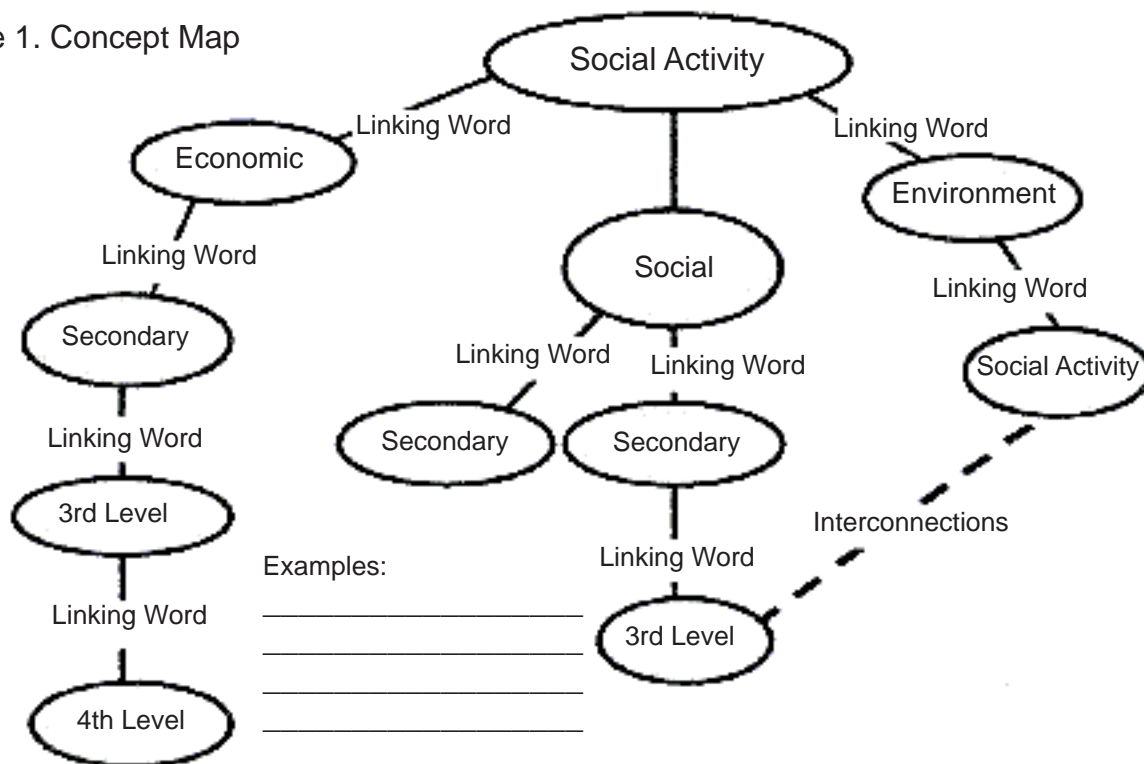 e 1. Concept Map
Social Activity
Linking Word
Linking Word
Economic
Environment
Linking Word
Social
Linking Word
Secondary
Linking Word
Linking Word
Social Activity
Linking Word
Secondary
Secondary
3rd Level
Interconnections
Examples:
Linking Word
Linking Word
3rd Level
4th Level